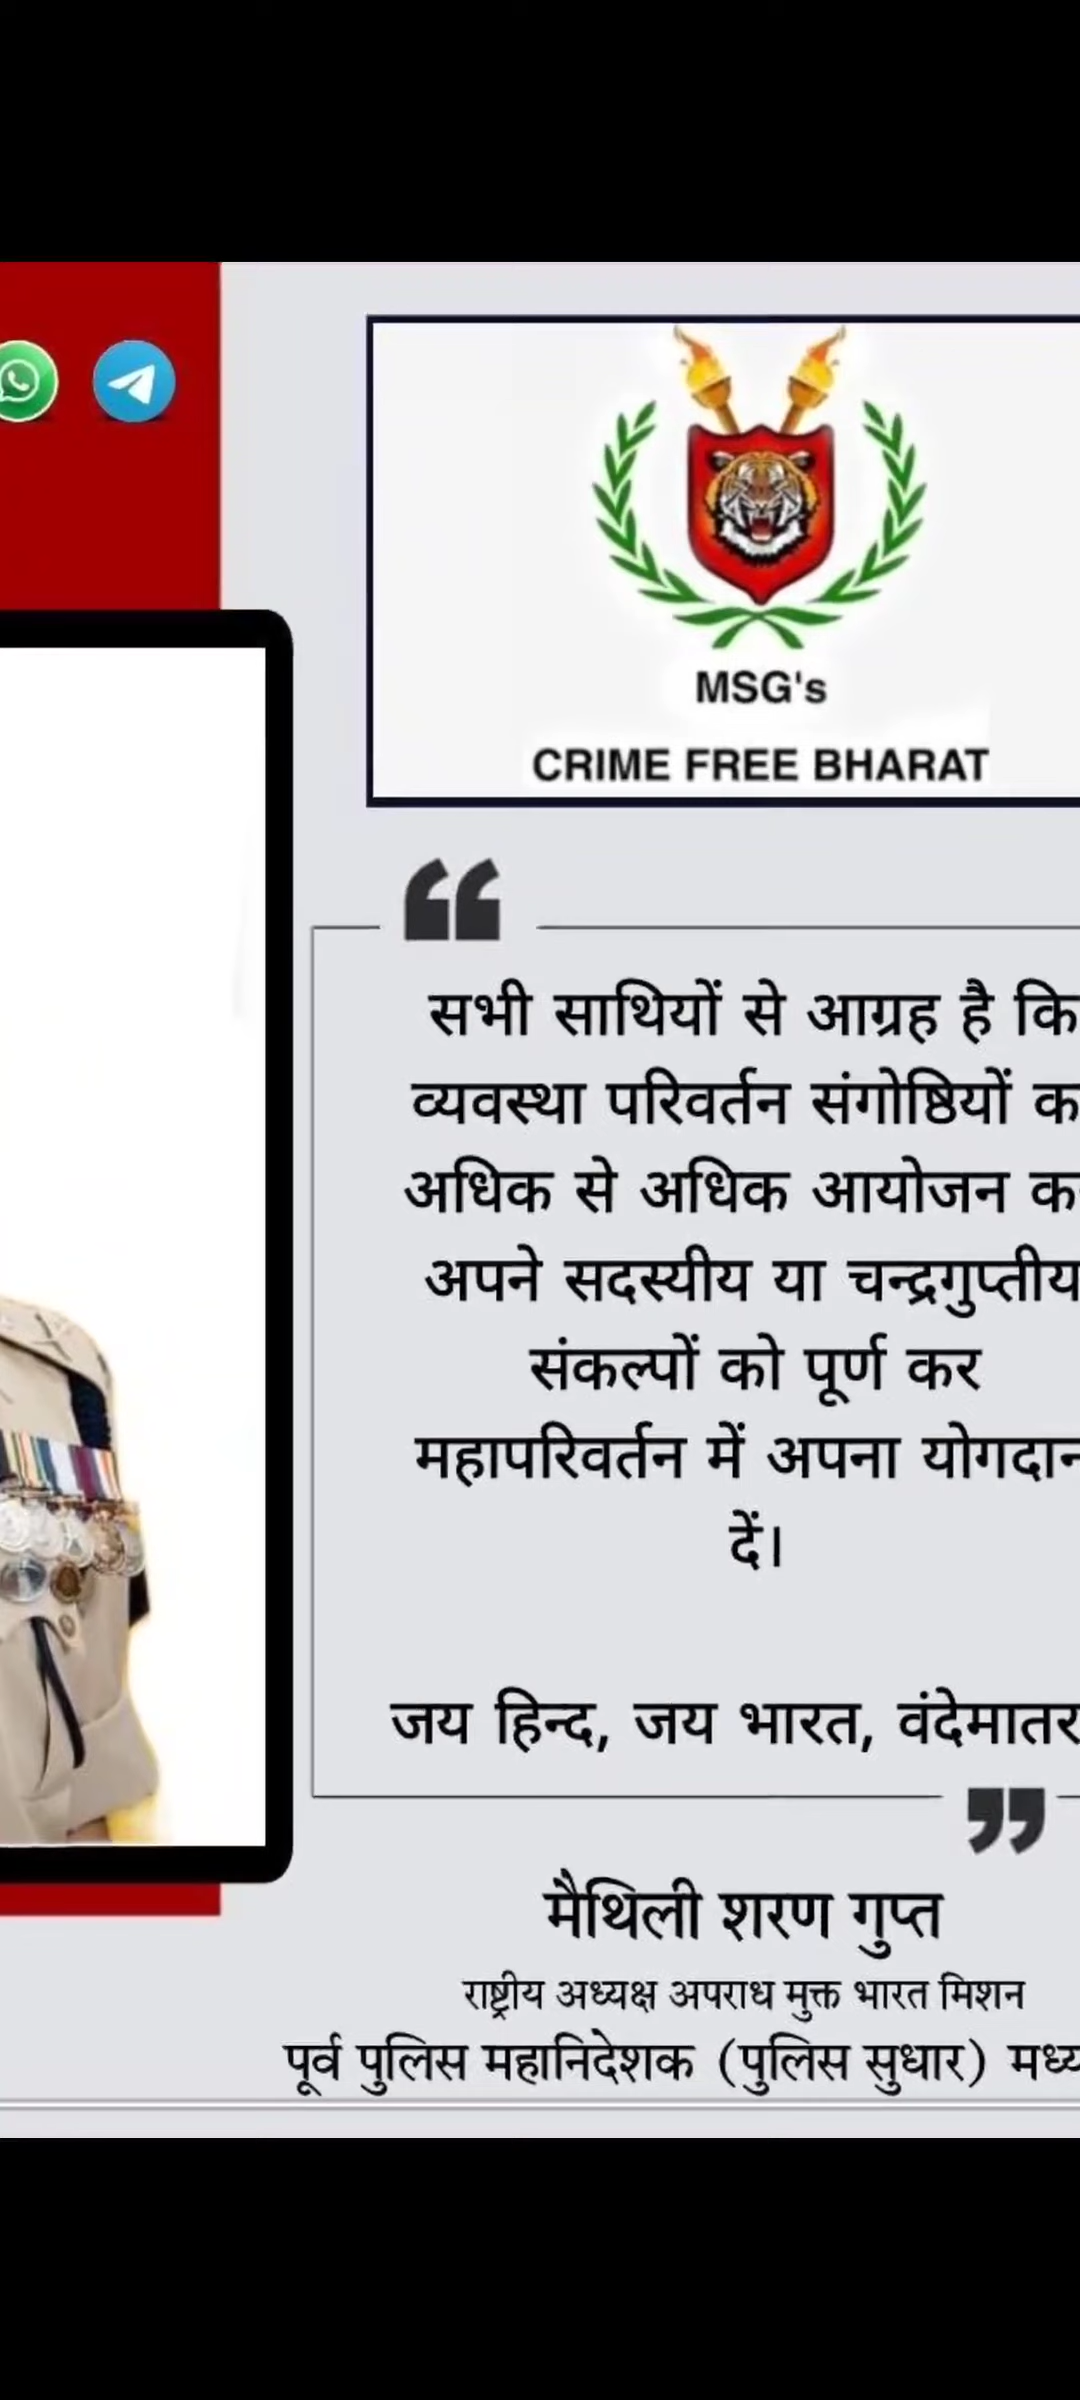 MSG's
CRIME FREE BHARAT
सभी साथियों से आग्रह है कि
व्यवस्था परिवर्तन संगोष्ठियों
अधिक से अधिक आयोजन
अपने सदस्यीय या चन्द्रगुप्तीय
संकल्पों को पूर्ण कर
महापरिवर्तन में अपना योगदान
दें।
जय हिन्द, जय भारत,
मैथिली शरण गुप्त
राष्ट्रीय अध्यक्ष अपराध मुक्त भारत मिशन
पूर्व पुलिस महानिदेशक (पुलिस सुधार)